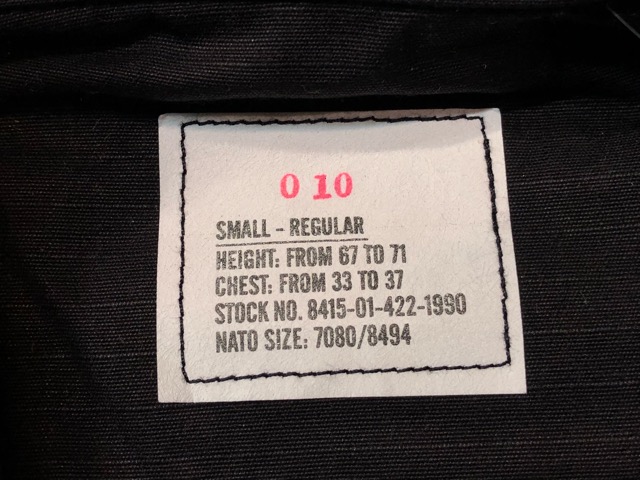 0 10
SMALL - REGULAR
HEIGHT: FROM 67 TO 71
CHEST: FROM 33 TO 37
STOCK NO. 8415-01-422-1990
NATO SIZE: 7080/8494